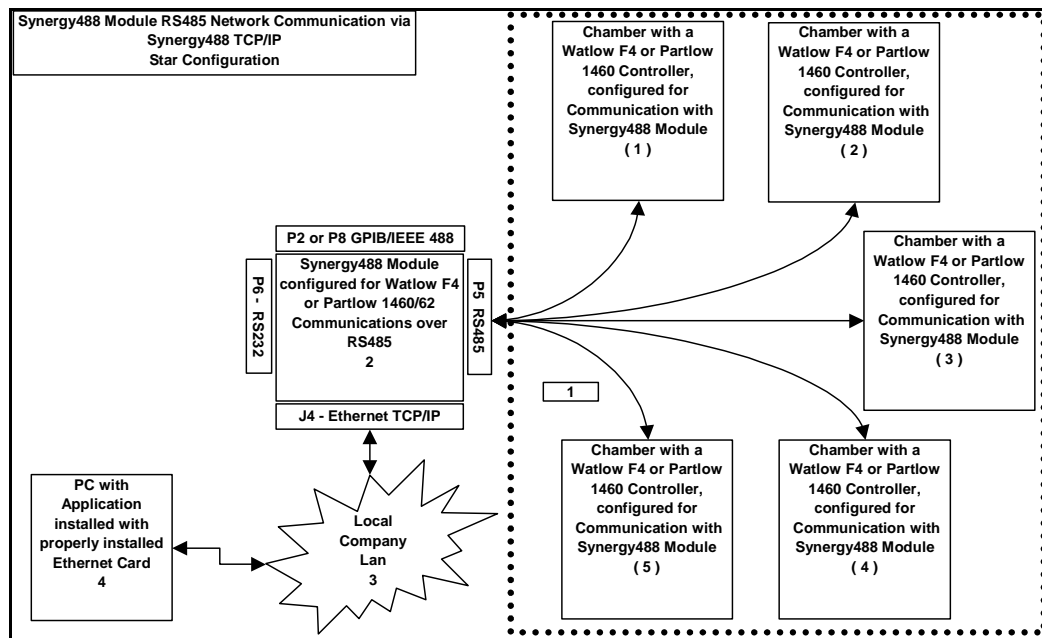 Synergy488 Module RS485 Network Communication via
Synergy488 TCP/IP
Star Configuration
Chamber with a
Watlow F4 or Partlow
1460 Controller,
configured for
Communication with
Synergy488 Module
( 1 )
Chamber with a
Watlow F4 or Partlow
1460 Controller,
configured for
Communication with
Synergy488 Module
( 2 )
P2 or P8 GPIB/IEEE 488
P6 - RS232
Synergy488 Module
configured for Watlow F4
or Partlow 1460/62
Communications over
RS485
2
P5 RS485
Chamber with a
Watlow F4 or Partlow
1460 Controller,
configured for
Communication with
Synergy488 Module
( 3 )
1
J4 - Ethernet TCP/IP
PC with
Application
installed with
properly installed
Ethernet Card
4
Local
Company
Lan
3
Chamber with a
Watlow F4 or Partlow
1460 Controller,
configured for
Communication with
Synergy488 Module
( 5 )
Chamber with a
Watlow F4 or Partlow
1460 Controller,
configured for
Communication with
Synergy488 Module
( 4 )